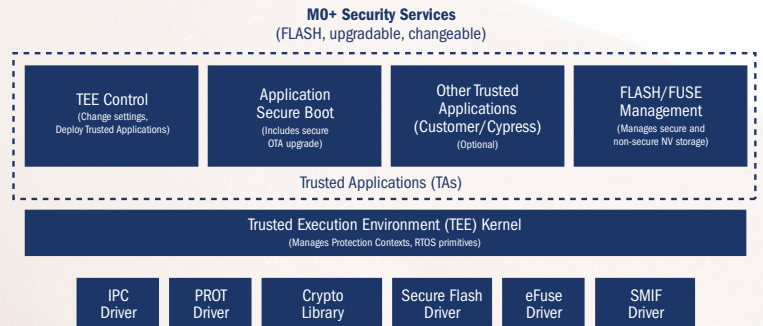 M0+ Security Services
(FLASH, upgradable, changeable)
TEE Control
(Change settings,
Deploy Trusted Applications)
Application
Secure Boot
(Includes secure
OTA upgrade)
Other Trusted
Applications
(Customer/Cypress)
(Optional)
FLASH/FUSE
Management
(Manages secure and
non-secure NV storage)
Trusted Applications (TAs)
Trusted Execution Environment (TEE) Kernel
(Manages Protection Contexts, RTOS primitives)
IPC
Driver
PROT
Driver
Crypto
Library
Secure Flash
Driver
eFuse
Driver
SMIF
Driver